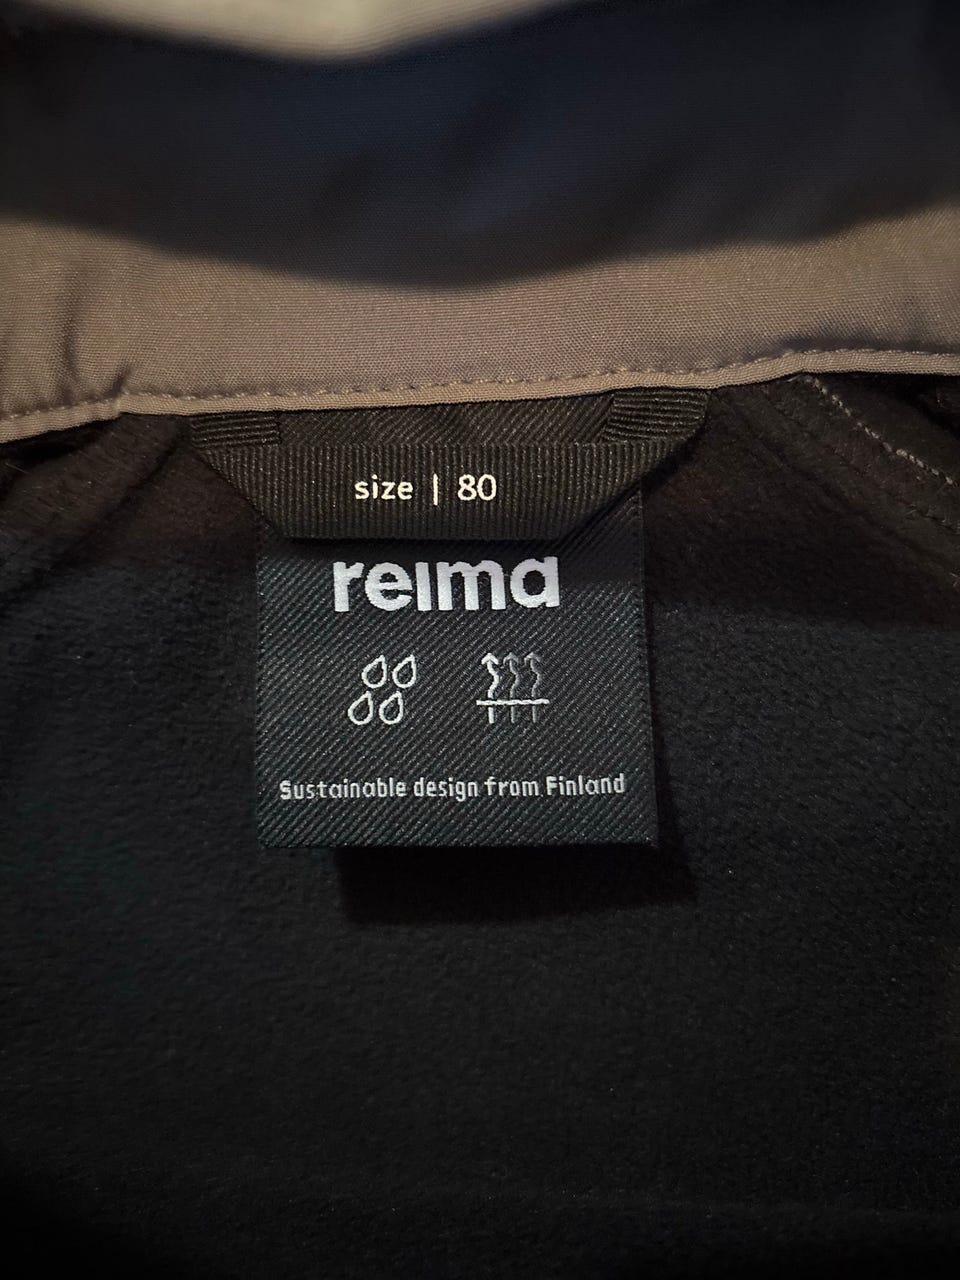 size | 80
reima
Sustainable design from Finland